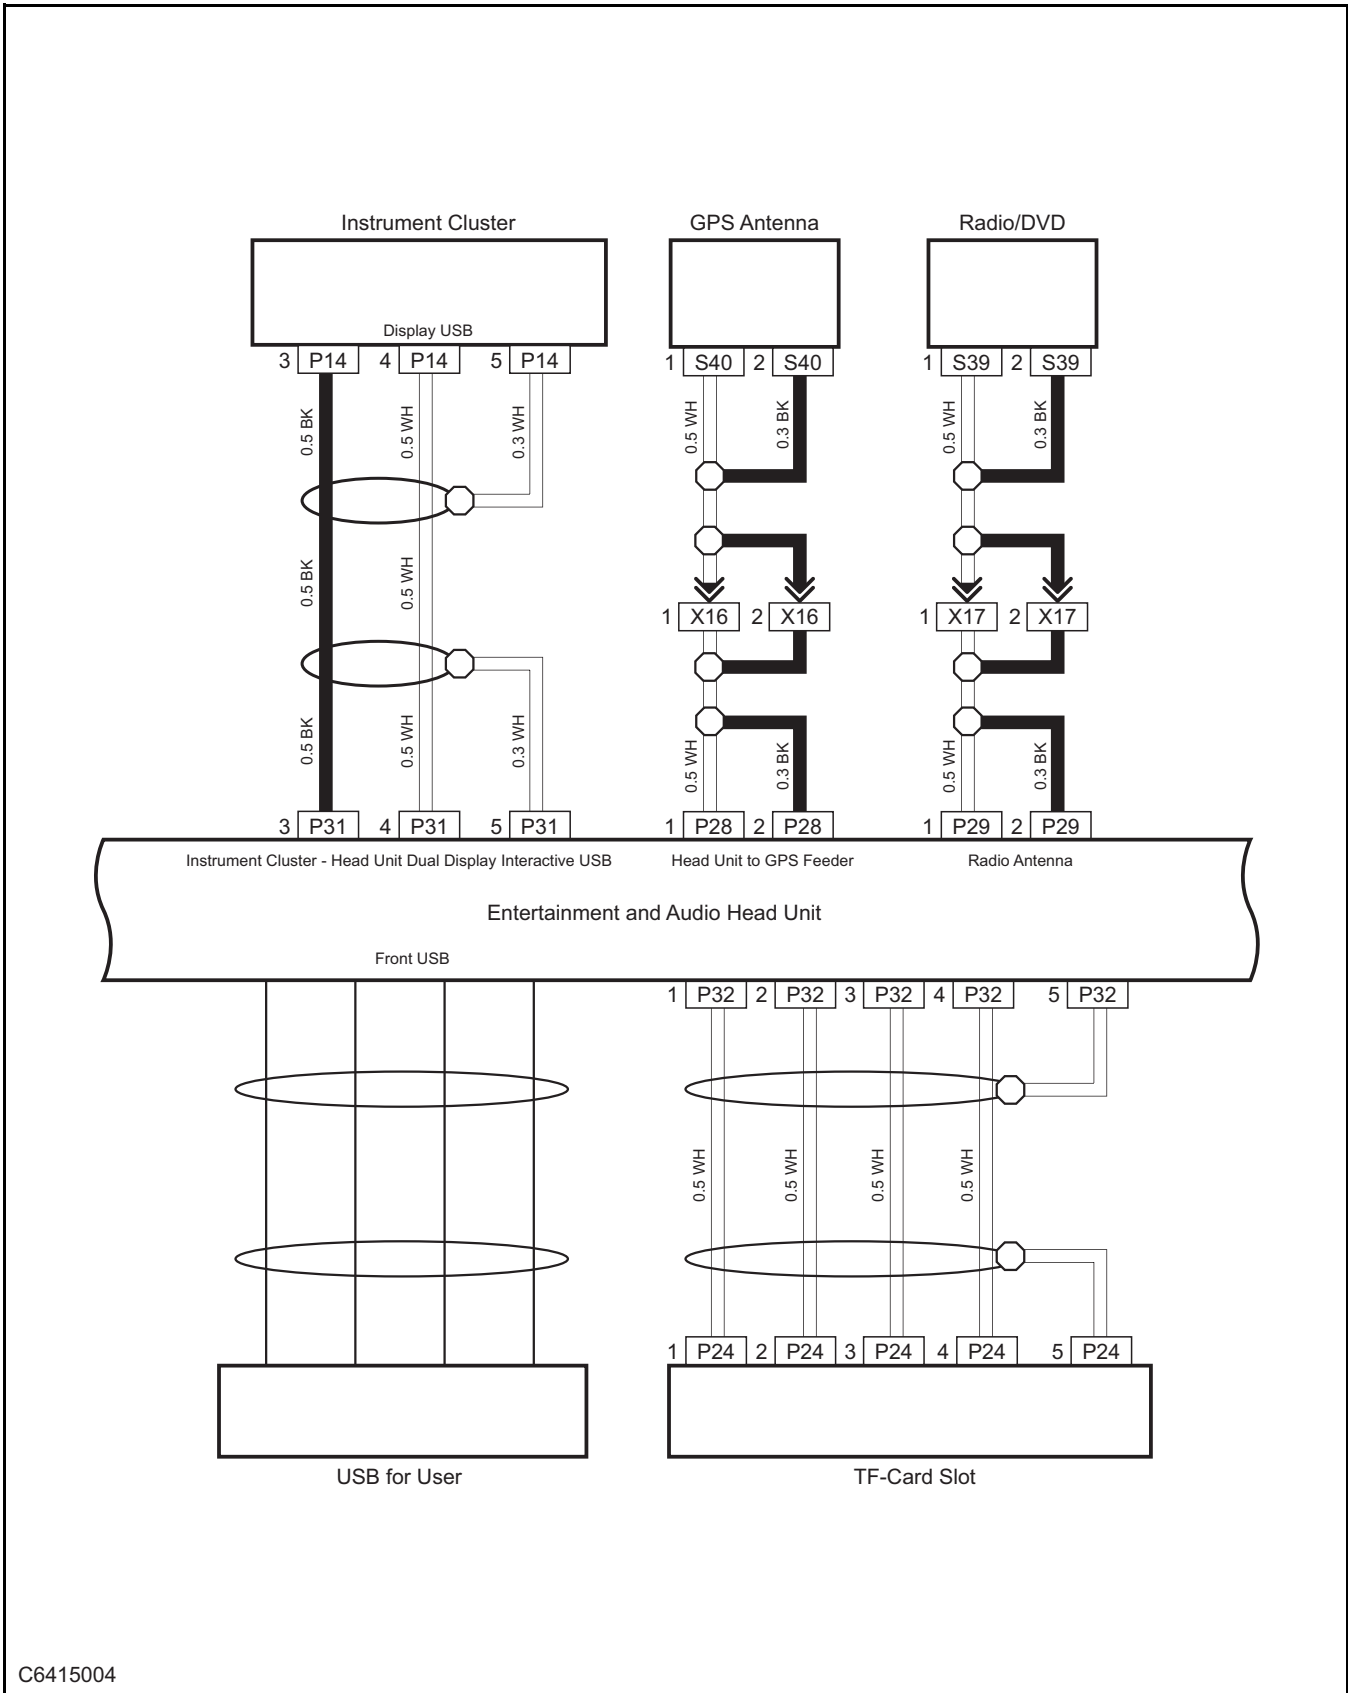 Instrument Cluster GPS Antenna Radio/DVD
Display USB
3 P14 4 P14 5 P14 1 S40 2 S40 1 S39 2 S39
0.5 BK 0.5 WH 0.3 WH 0.5 WH 0.3 BK 0.5 WH 0.3 BK
0.5 BK 0.5 WH
1 X16 2 X16 1 X17 2 X17
0.5 BK 0.5 WH 0.3 WH 0.5 WH 0.3 BK 0.5 WH 0.3 BK
3 P31 4 P31 5 P31 1 P28 2 P28 1 P29 2 P29
Instrument Cluster - Head Unit Dual Display Interactive USB Head Unit to GPS Feeder Radio Antenna
Entertainment and Audio Head Unit
Front USB
1 P32 2 P32 3 P32 4 P32 5 P32
0.5 WH 0.5 WH 0.5 WH 0.5 WH
1 P24 2 P24 3 P24 4 P24 5 P24
USB for User TF-Card Slot
C6415004